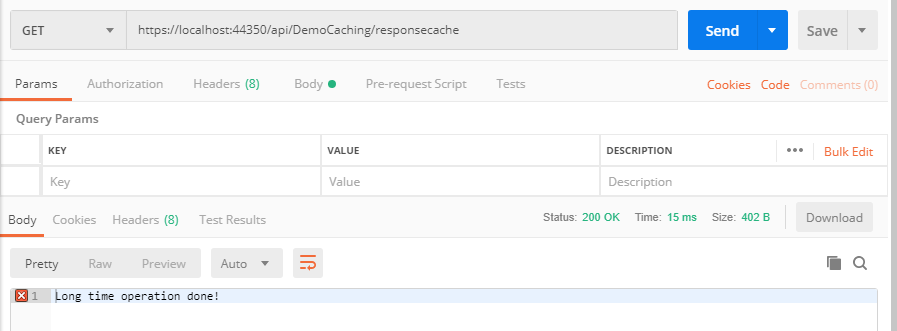 GET https://localhost:44350/api/DemoCaching/responsecache Send Save
Params Authorization Headers (8) Body Pre-request Script Tests Cookies Code Comments (0)
Query Params
KEY VALUE DESCRIPTION ••• Bulk Edit
Key Value Description
Body Cookies Headers (8) Test Results Status: 200 OK Time: 15 ms Size: 402 B Download
Pretty Raw Preview Auto
1 Long time operation done!